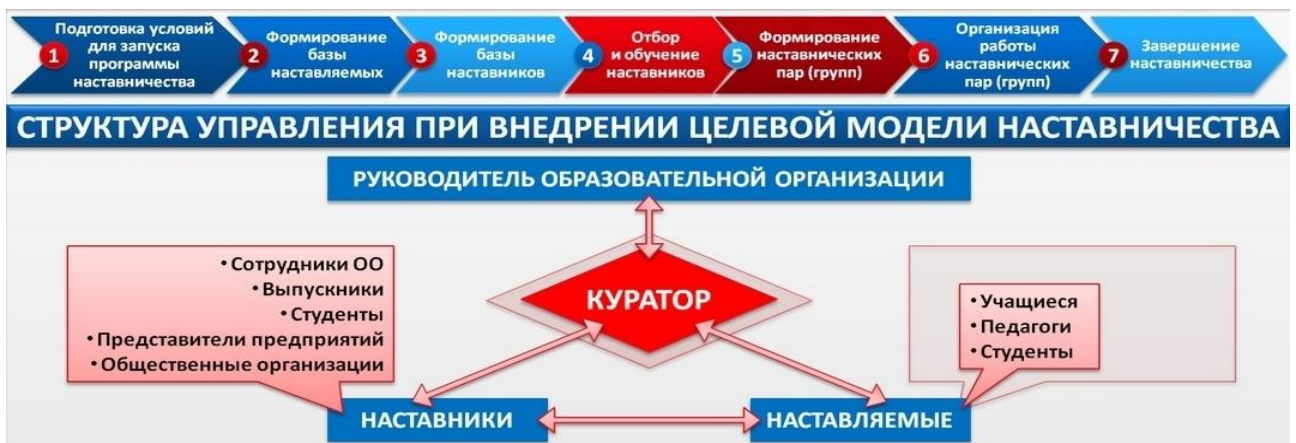 1
Подготовка условий
для запуска
программы
наставничества
2
Формирование
базы
наставляемых
3
Формирование
базы
наставников
4
Отбор
и обучение
наставников
5
Формирование
наставнических
пар (групп)
6
Организация
работы
наставнических
пар (групп)
7
Завершение
наставничества
СТРУКТУРА УПРАВЛЕНИЯ ПРИ ВНЕДРЕНИИ ЦЕЛЕВОЙ МОДЕЛИ НАСТАВНИЧЕСТВА
РУКОВОДИТЕЛЬ ОБРАЗОВАТЕЛЬНОЙ ОРГАНИЗАЦИИ
• Сотрудники ОО
• Выпускники
• Студенты
• Представители предприятий
• Общественные организации
КУРАТОР
• Учащиеся
• Педагоги
• Студенты
НАСТАВНИКИ
НАСТАВЛЯЕМЫЕ